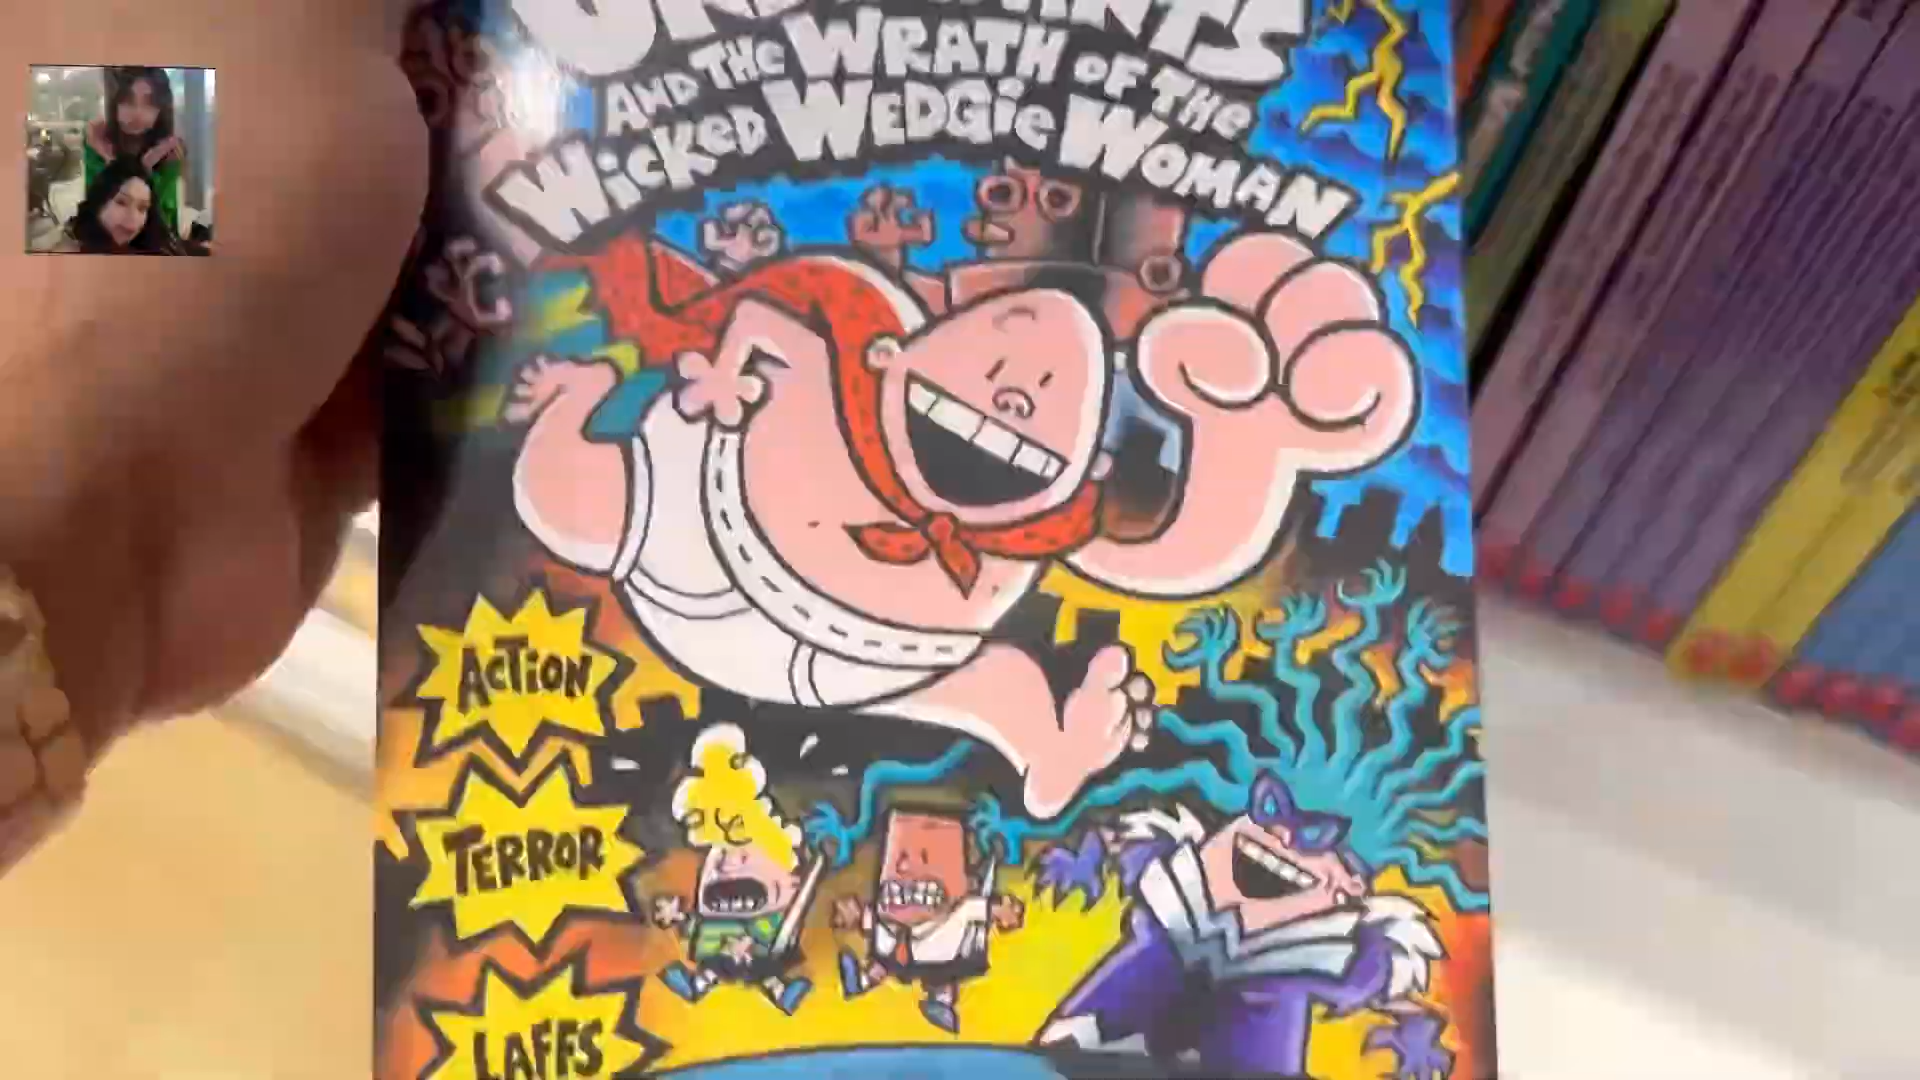 AND THE WRATH OF THE
WICKED WEDGIE WOMAN
ACTION
TERROR
LAFFS